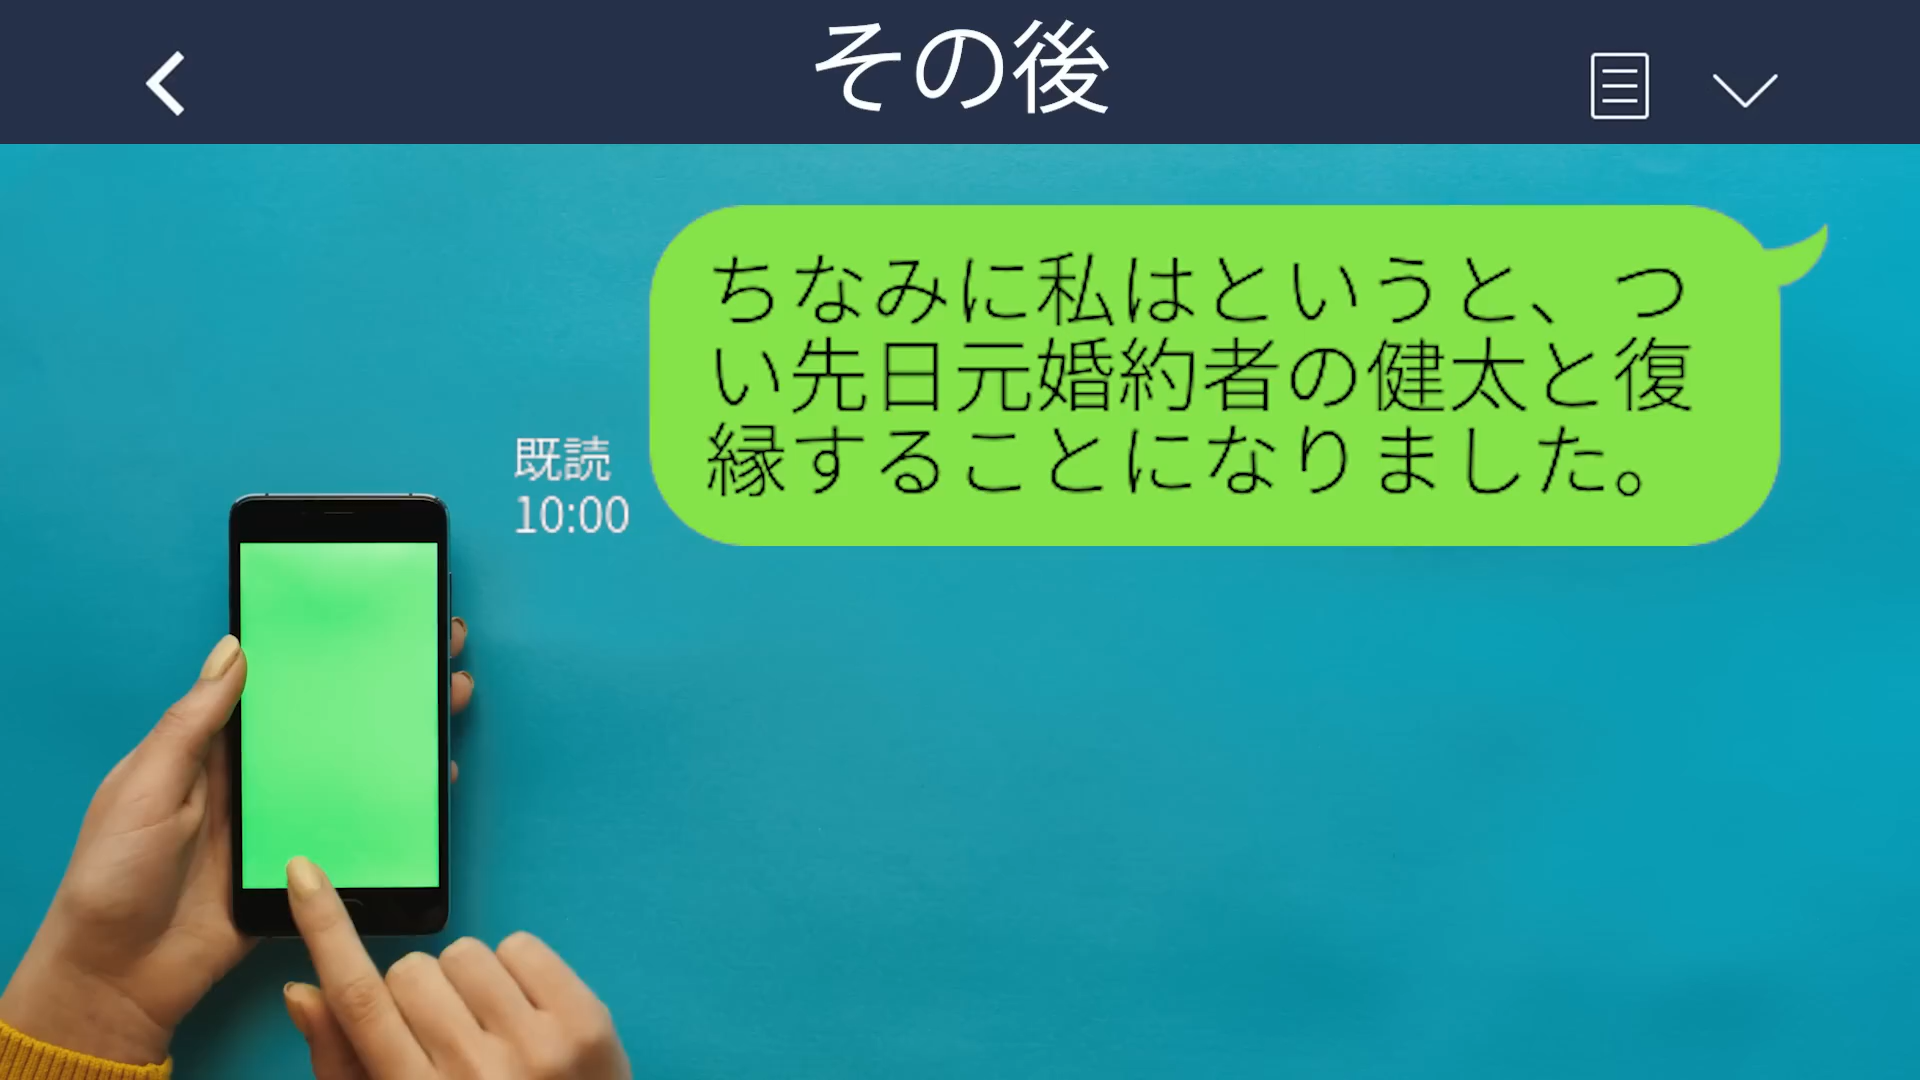 その後
ちなみに私はというと、つ
い先日元婚約者の健太と復
縁することになりました。
既読
10:00